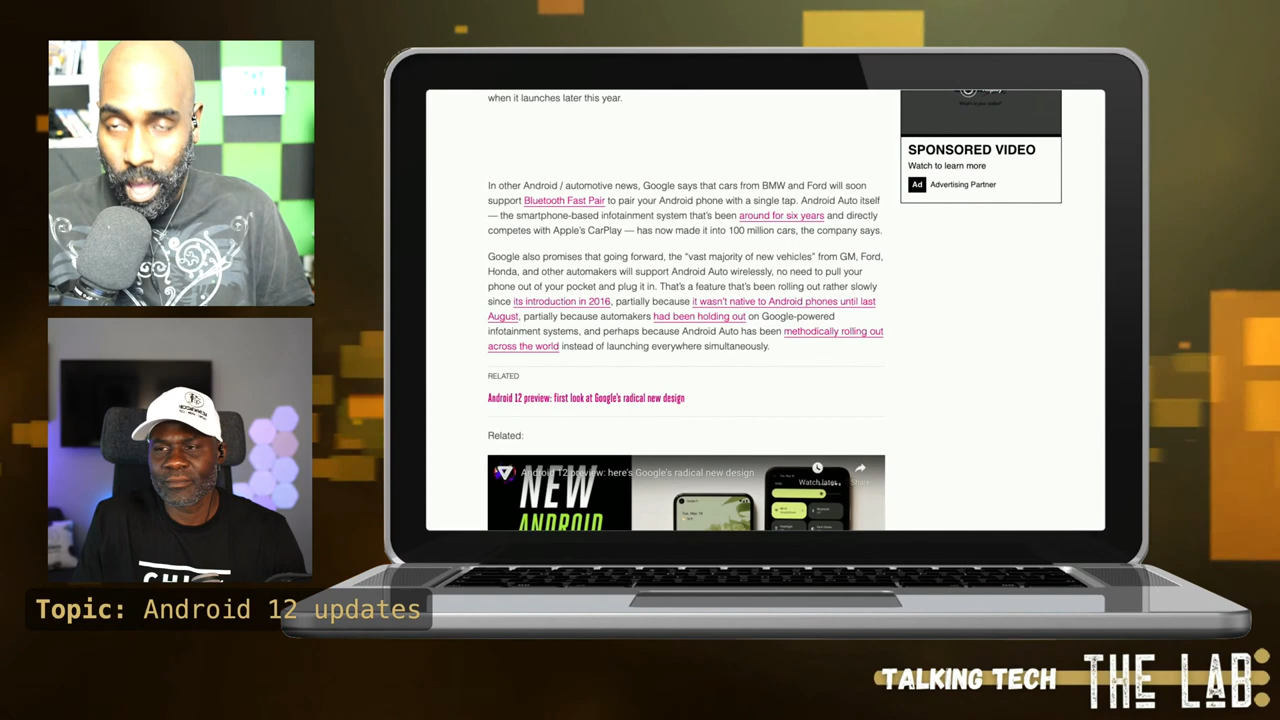 when it launches later this year.
In other Android / automotive news, Google says that cars from BMW and Ford will soon
support Bluetooth Fast Pair to pair your Android phone with a single tap. Android Auto itself
— the smartphone-based infotainment system that's been around for six years and directly
competes with Apple's CarPlay — has now made it into 100 million cars, the company says.
Google also promises that going forward, the "vast majority of new vehicles" from GM, Ford,
Honda, and other automakers will support Android Auto wirelessly, no need to pull your
phone out of your pocket and plug it in. That's a feature that's been rolling out rather slowly
since its introduction in 2016, partially because it wasn't native to Android phones until last
August, partially because automakers had been holding out on Google-powered
infotainment systems, and perhaps because Android Auto has been methodically rolling out
across the world instead of launching everywhere simultaneously.
RELATED
Android 12 preview: first look at Google's radical new design
Related:
Android 12 preview: here's Google's radical new design
Watch later
Share
NEW
ANDROID
SPONSORED VIDEO
Watch to learn more
Ad Advertising Partner
Topic: Android 12 updates
TALKING TECH
THE LAB